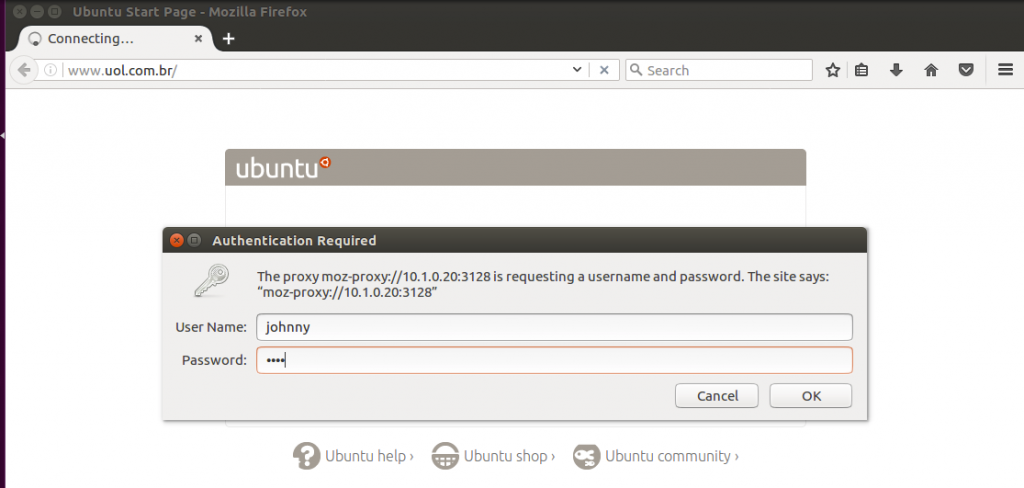 Ubuntu Start Page - Mozilla Firefox
Connecting...
www.uol.com.br/
Search
ubuntu
Authentication Required
The proxy moz-proxy://10.1.0.20:3128 is requesting a username and password. The site says:
“moz-proxy://10.1.0.20:3128”
User Name: johnny
Password: ••••
Cancel OK
Ubuntu help › Ubuntu shop › Ubuntu community ›